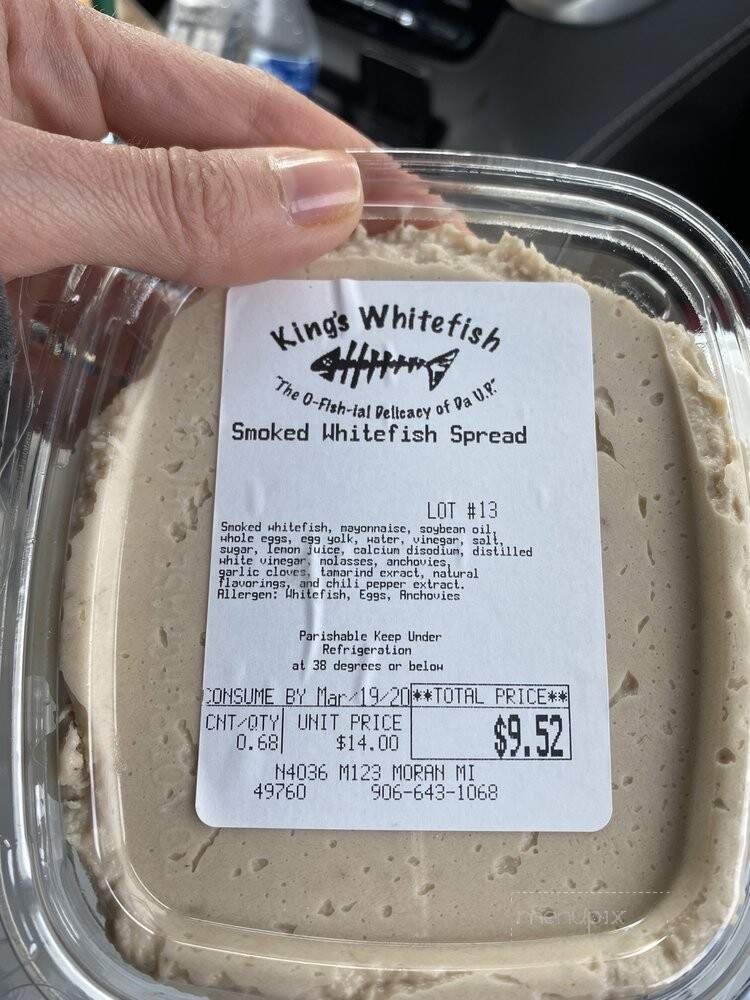 King's Whitefish
"The O-Fish-ial Delicacy of Da U.P."
Smoked Whitefish Spread
LOT #13
Smoked whitefish, mayonnaise, soybean oil,
whole eggs, egg yolk, water, vinegar, salt,
sugar, lemon juice, calcium disodium, distilled
white vinegar, molasses, anchovies,
garlic cloves, tamarind exract, natural
flavorings, and chili pepper extract.
Allergen: Whitefish, Eggs, Anchovies
Parishable Keep Under
Refrigeration
at 38 degrees or below
CONSUME BY Mar/19/20 **TOTAL PRICE**
CNT/QTY UNIT PRICE
0.68 $14.00 $9.52
N4036 M123 MORAN MI
49760 906-643-1068
menupix